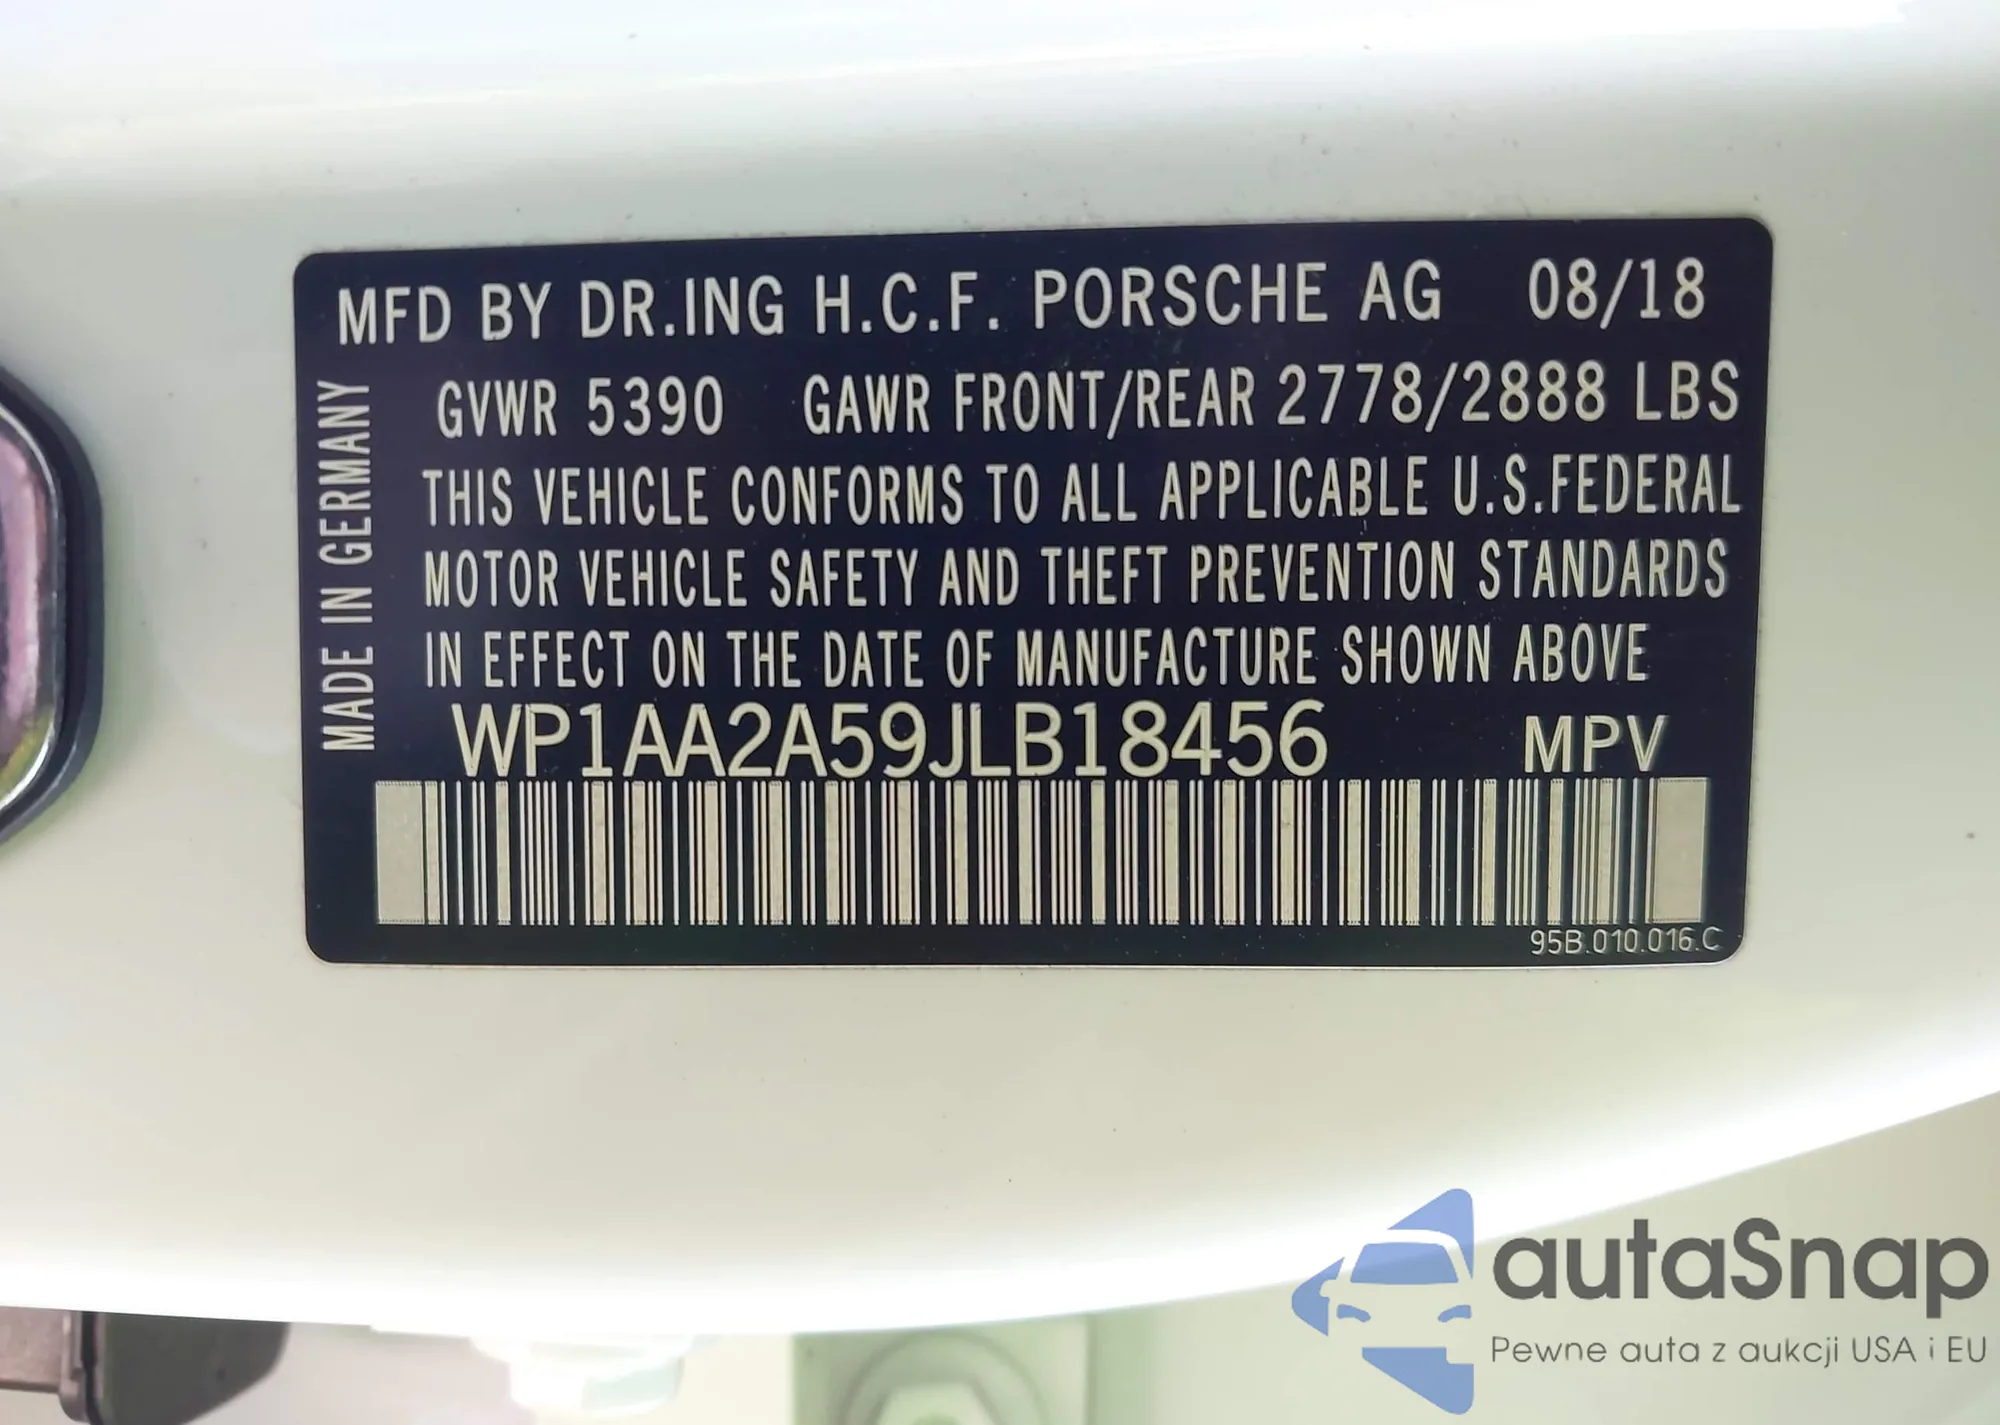 MFD BY DR.ING H.C.F. PORSCHE AG 08/18
GVWR 5390 GAWR FRONT/REAR 2778/2888 LBS
THIS VEHICLE CONFORMS TO ALL APPLICABLE U.S.FEDERAL
MOTOR VEHICLE SAFETY AND THEFT PREVENTION STANDARDS
IN EFFECT ON THE DATE OF MANUFACTURE SHOWN ABOVE
WP1AA2A59JLB18456 MPV
95B.010.016.C
MADE IN GERMANY
autaSnap
Pewne auta z aukcji USA i EU